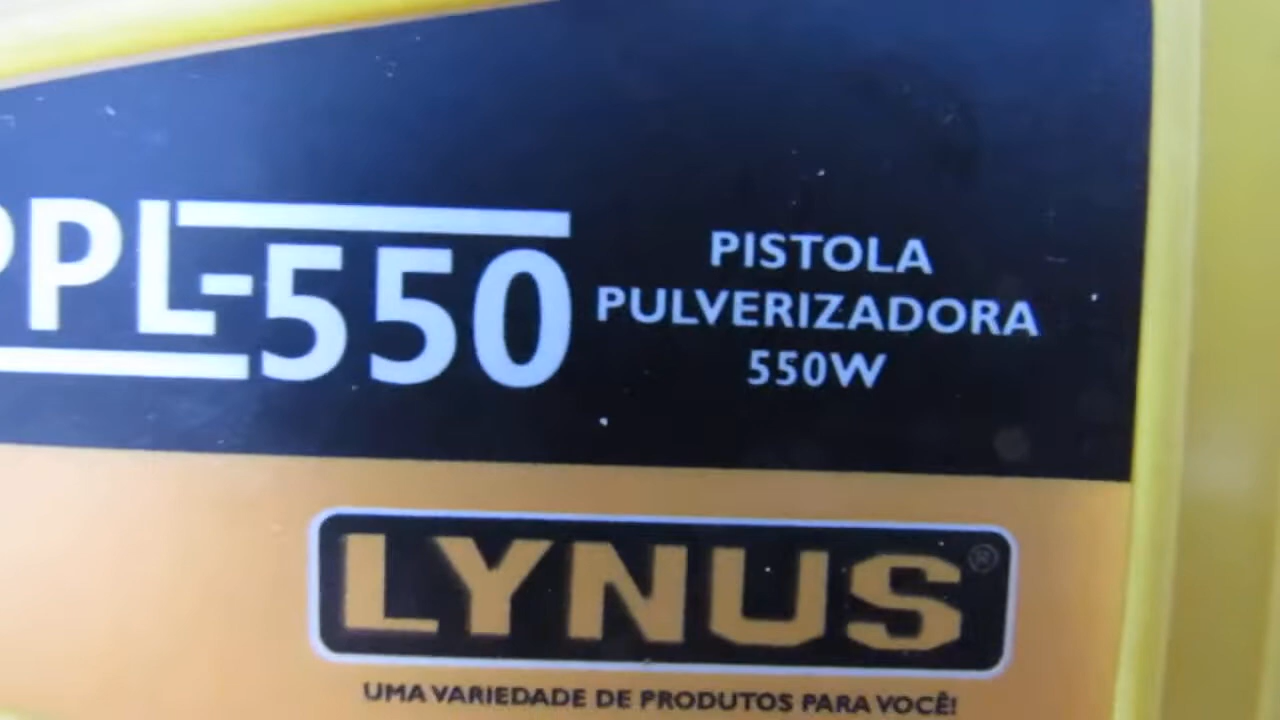 PPL-550
PISTOLA
PULVERIZADORA
550W
LYNUS®
UMA VARIEDADE DE PRODUTOS PARA VOCÊ!